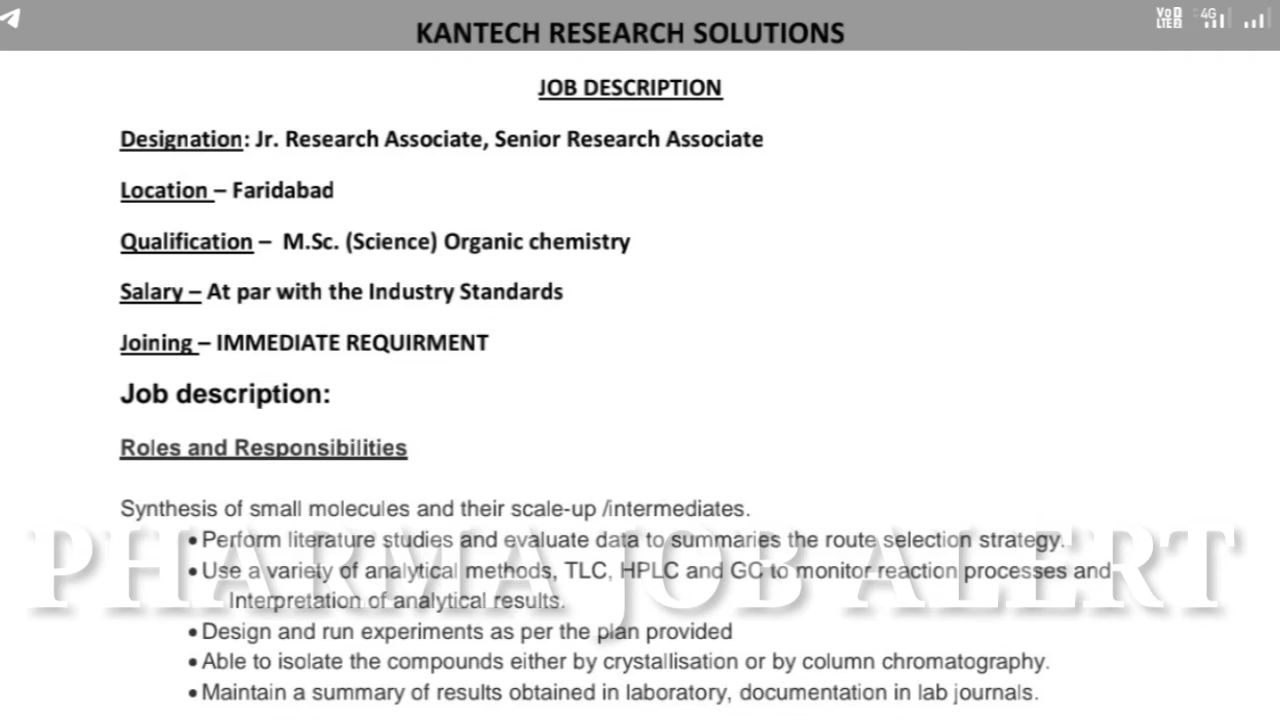 KANTECH RESEARCH SOLUTIONS
JOB DESCRIPTION
Designation: Jr. Research Associate, Senior Research Associate
Location – Faridabad
Qualification – M.Sc. (Science) Organic chemistry
Salary – At par with the Industry Standards
Joining – IMMEDIATE REQUIRMENT
Job description:
Roles and Responsibilities
Synthesis of small molecules and their scale-up /intermediates.
• Perform literature studies and evaluate data to summaries the route selection strategy.
• Use a variety of analytical methods, TLC, HPLC and GC to monitor reaction processes and
Interpretation of analytical results.
PHARMA JOB ALERT
• Design and run experiments as per the plan provided
• Able to isolate the compounds either by crystallisation or by column chromatography.
• Maintain a summary of results obtained in laboratory, documentation in lab journals.